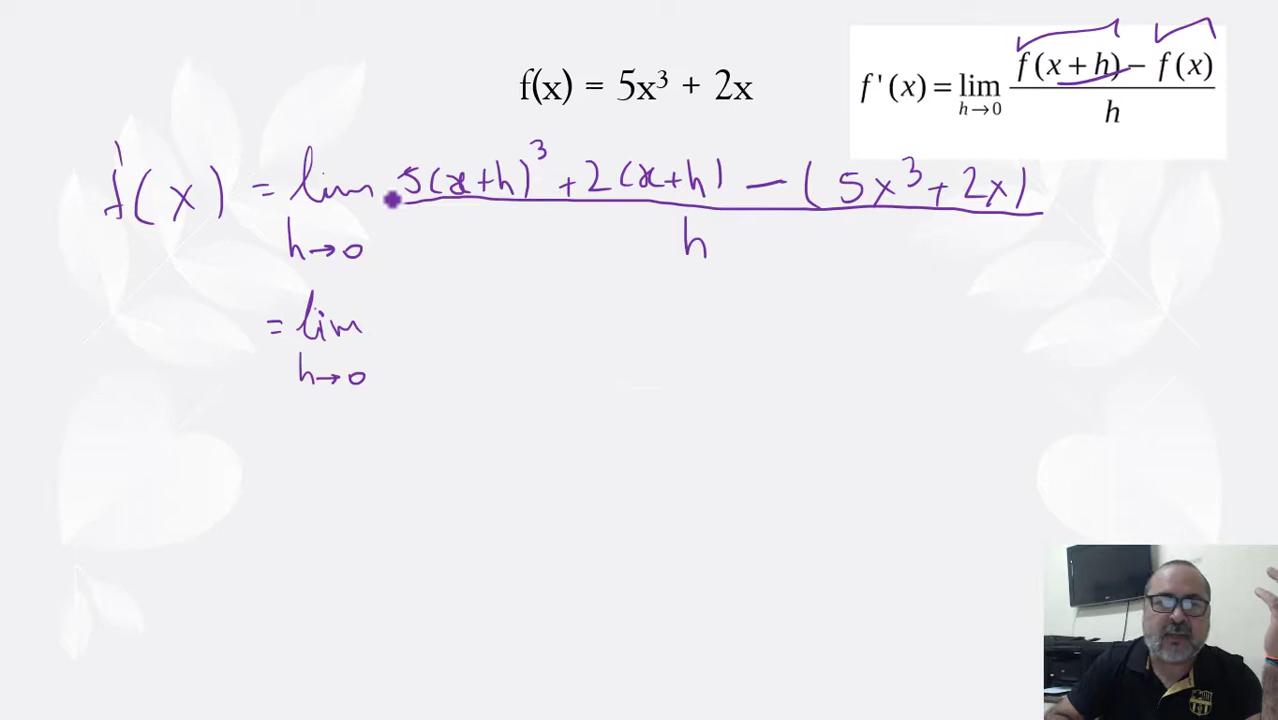 f(x) = 5x³ + 2x
f'(x) = lim h→0 f(x + h) − f(x) / h
f'(x) = lim h→0 5(x+h)³ + 2(x+h) − (5x³ + 2x) / h
= lim h→0